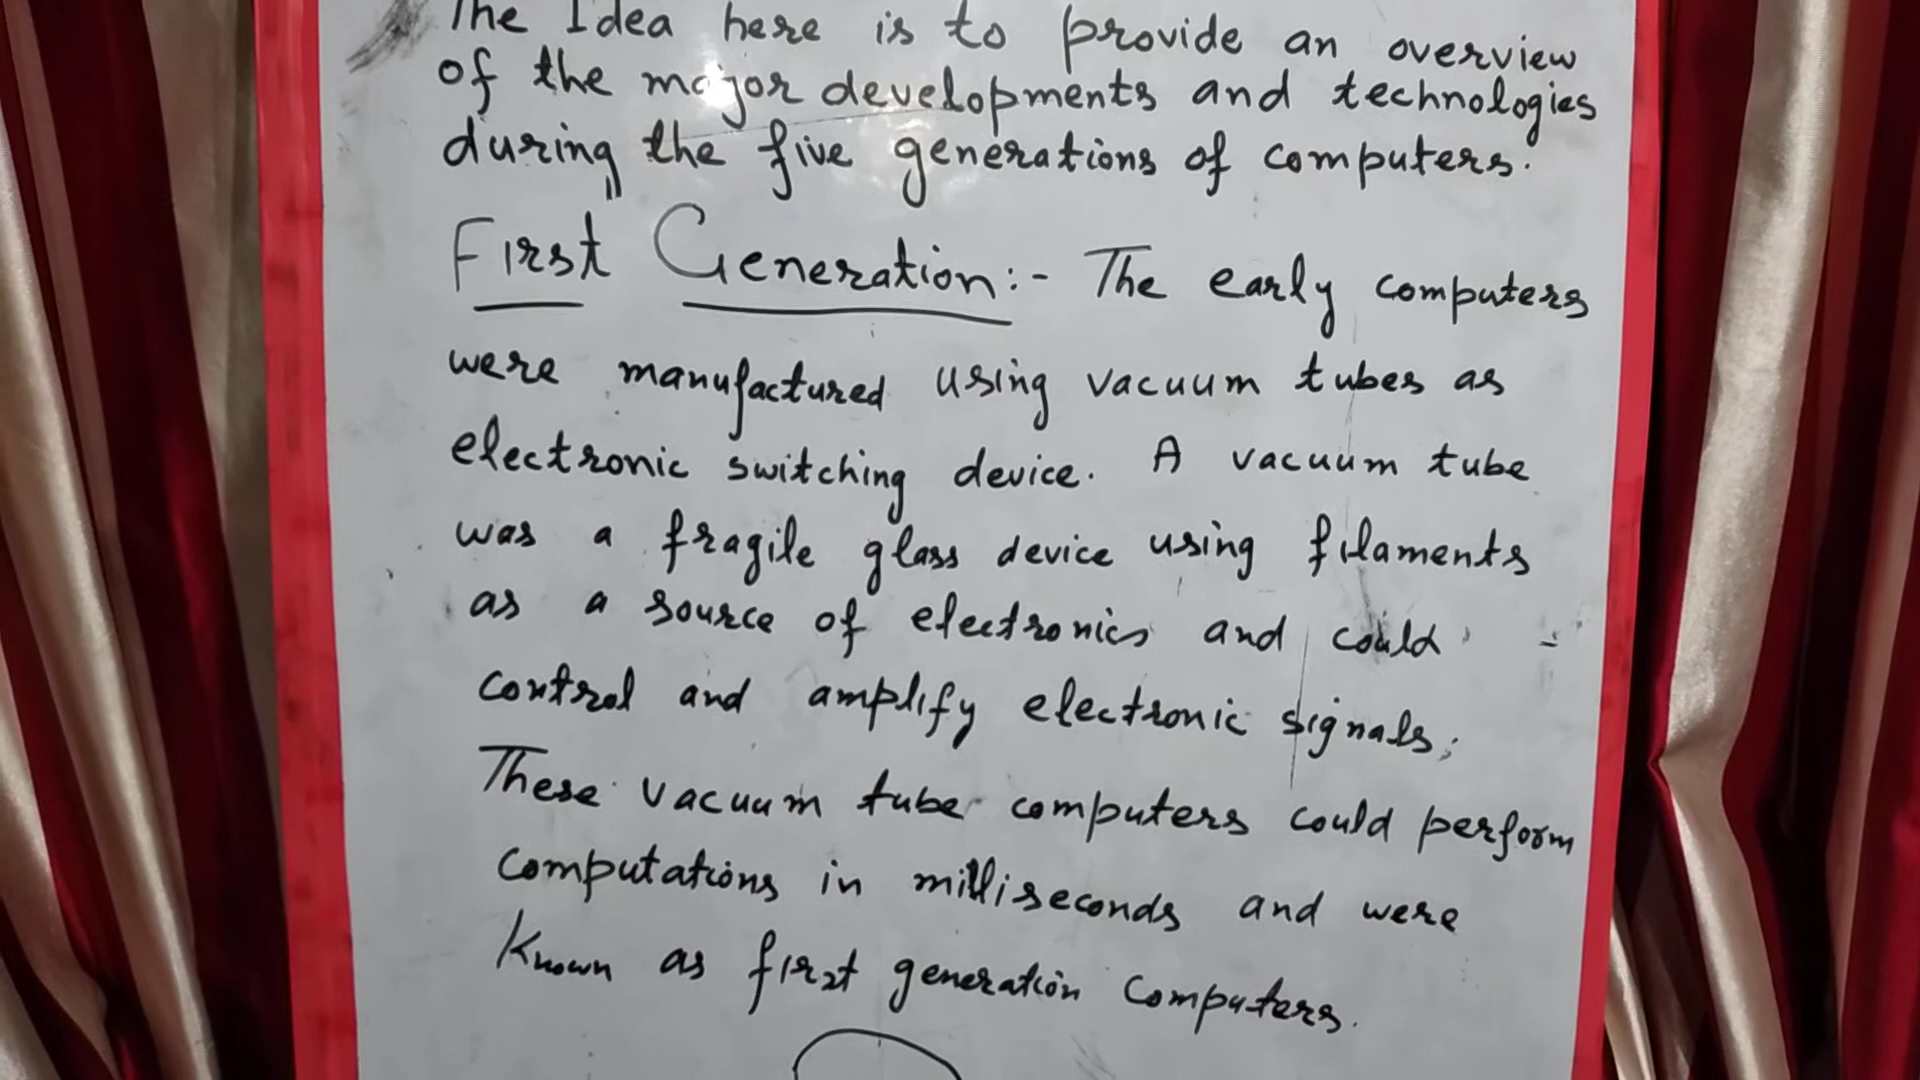 The Idea here is to provide an overview
of the major developments and technologies
during the five generations of computers.
First Generation:- The early computers
were manufactured using vacuum tubes as
electronic switching device. A vacuum tube
was a fragile glass device using filaments
as a source of electronics and could
control and amplify electronic signals.
These vacuum tube computers could perform
computations in milliseconds and were
Known as first generation Computers.